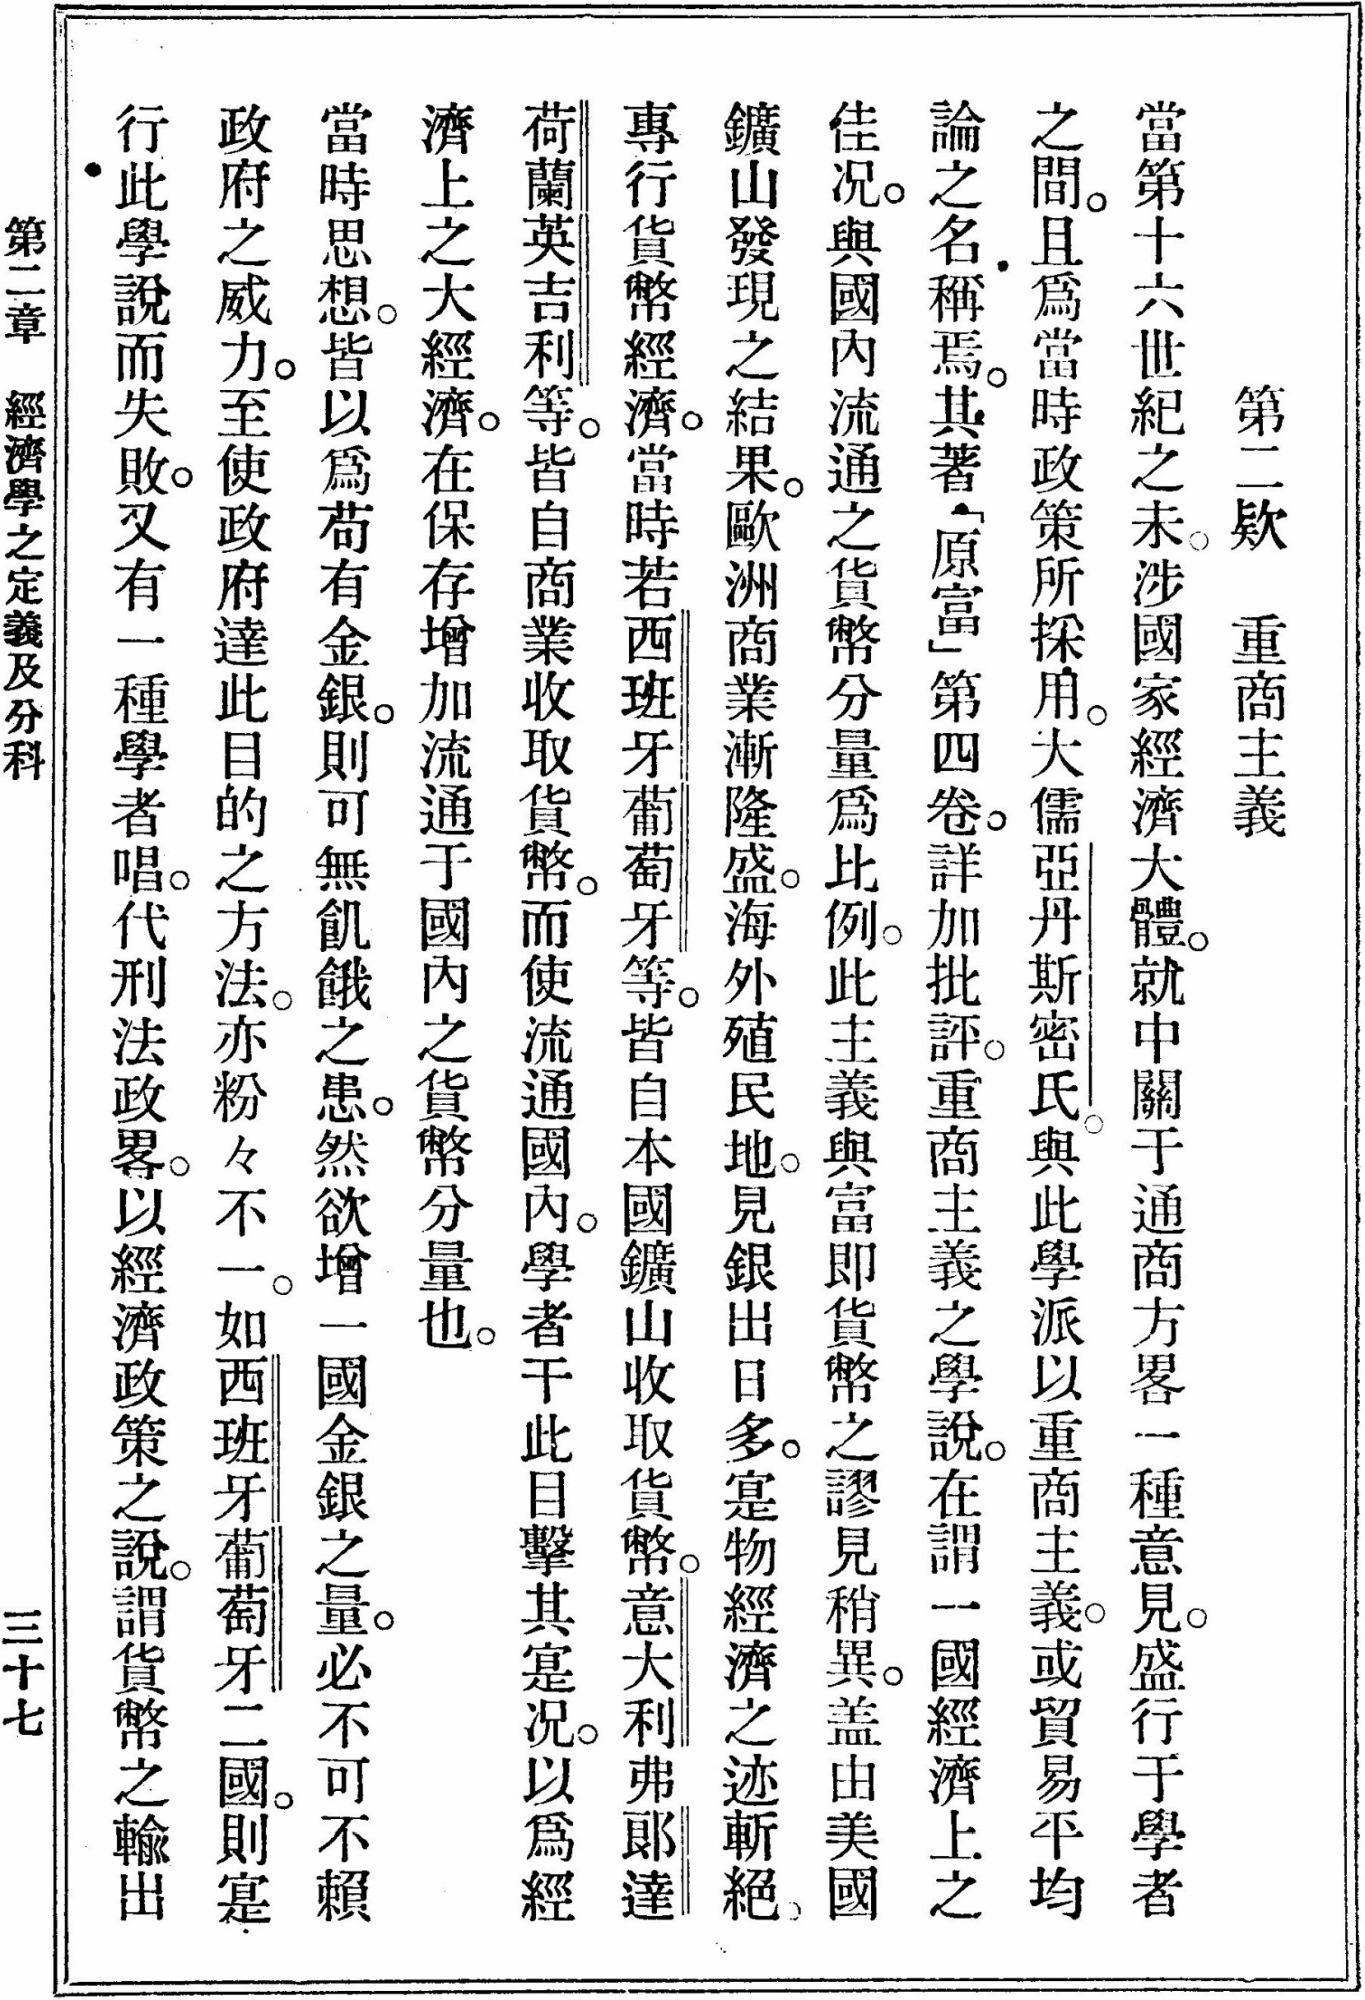 第二欵　重商主義
當第十六世紀之末。涉國家經濟大體。就中關于通商方畧一種意見。盛行于學者
之間。且爲當時政策所採用。大儒亞丹斯密氏。與此學派以重商主義。或貿易平均
論之名稱焉。其著「原富」第四卷。詳加批評。重商主義之學說。在謂一國經濟上之
佳况。與國內流通之貨幣分量爲比例。此主義與富卽貨幣之謬見稍異。盖由美國
鑛山發現之結果。歐洲商業漸隆盛。海外殖民地。見銀出日多。寔物經濟之迹斬絕。
專行貨幣經濟。當時若西班牙葡萄牙等。皆自本國鑛山收取貨幣。意大利弗郞達
荷蘭英吉利等。皆自商業收取貨幣。而使流通國內。學者干此目擊其寔况。以爲經
濟上之大經濟。在保存增加流通于國內之貨幣分量也。
當時思想。皆以爲苟有金銀。則可無飢餓之患。然欲增一國金銀之量。必不可不賴
政府之威力。至使政府達此目的之方法。亦粉々不一。如西班牙葡萄牙二國。則寔
行此學說而失敗。又有一種學者唱。代刑法政畧。以經濟政策之說。謂貨幣之輸出
第二章　經濟學之定義及分科　三十七